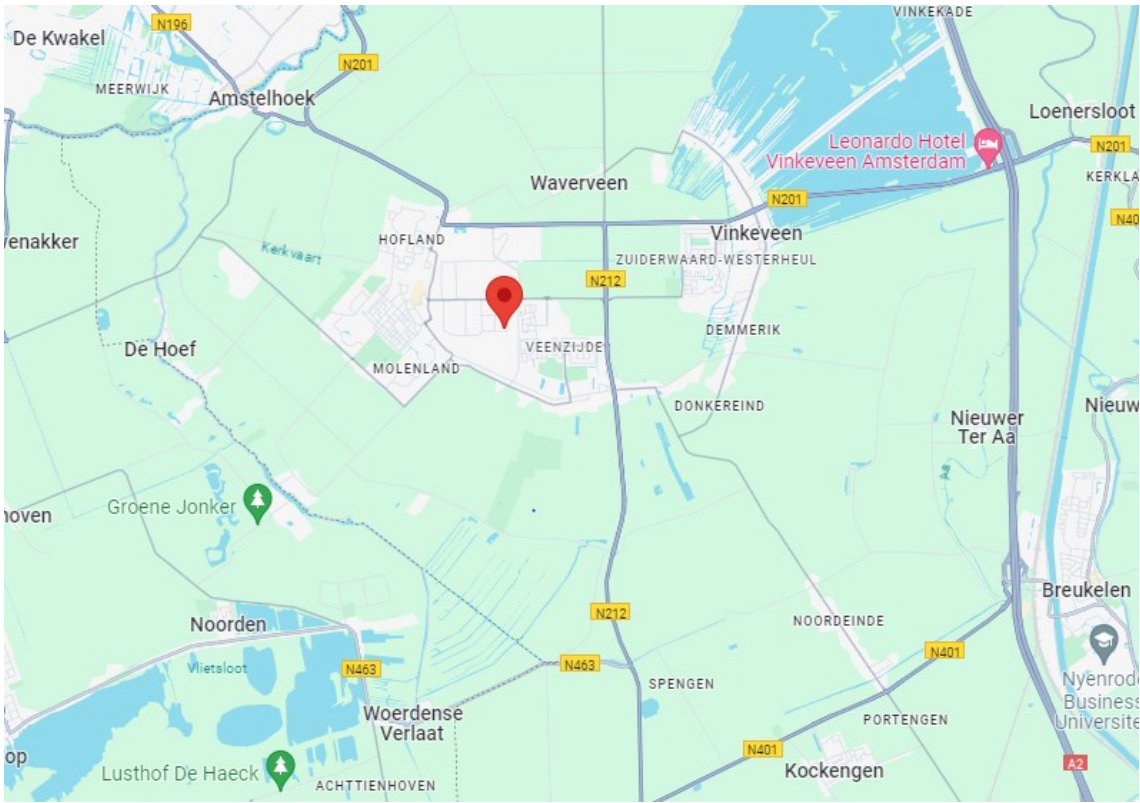 VINKEKADE
N196
De Kwakel
N201
MEERWIJK
Amstelhoek
Loenersloot
Leonardo Hotel
Vinkeveen Amsterdam
N201
KERKLA
Waverveen
N201
N40
Vinkeveen
HOFLAND
venakker
Kerkvaart
ZUIDERWAARD-WESTERHEUL
N212
DEMMERIK
De Hoef
VEENZIJDE
MOLENLAND
DONKEREIND
Nieuw
Nieuwer
Ter Aa
Groene Jonker
hoven
Breukelen
N212
Noorden
NOORDEINDE
N401
Vlietsloot
N463
N463
SPENGEN
Nyenrode
Business
Universite
Woerdense
Verlaat
PORTENGEN
N401
op
Lusthof De Haeck
Kockengen
A2
ACHTTIENHOVEN